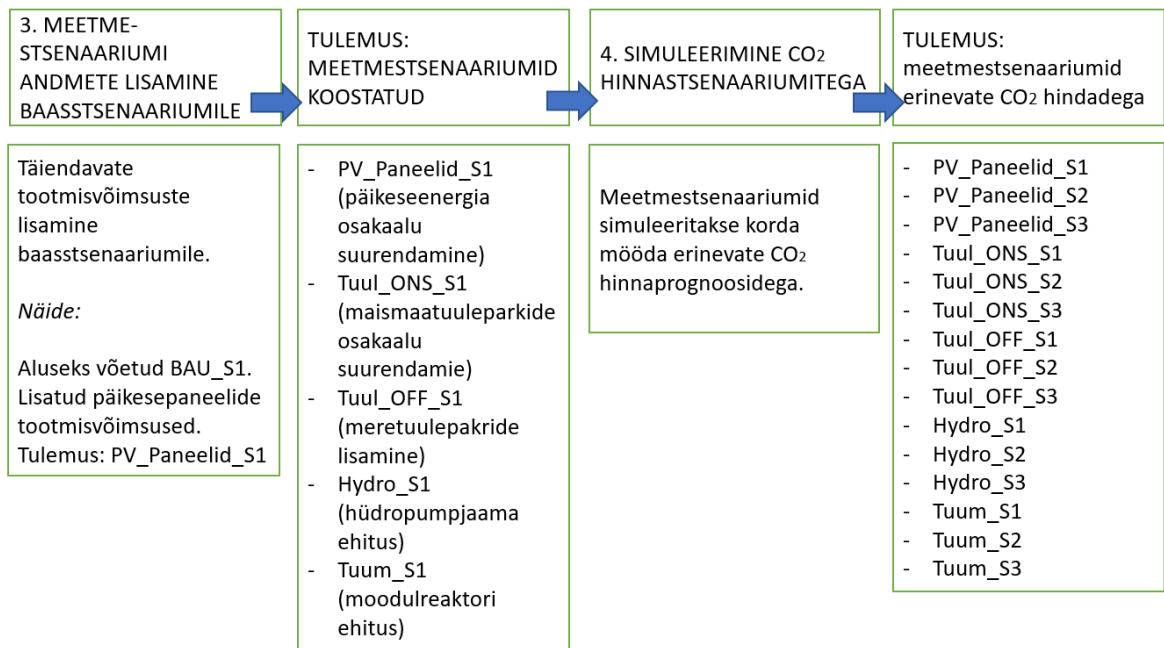 3. MEETME-
STSENAARIUMI
ANDMETE LISAMINE
BAASSTSENAARIUMILE
TULEMUS:
MEETMESTSENAARIUMID
KOOSTATUD
4. SIMULEERIMINE CO₂
HINNASTSENAARIUMITEGA
TULEMUS:
meetmestsenaariumid
erinevate CO₂ hindadega
Täiendavate
tootmisvõimsuste
lisamine
baasstsenaariumile.
Näide:
Aluseks võetud BAU_S1.
Lisatud päikesepaneelide
tootmisvõimsused.
Tulemus: PV_Paneelid_S1
- PV_Paneelid_S1
(päikeseenergia
osakaalu
suurendamine)
- Tuul_ONS_S1
(maismaatuuleparkide
osakaalu
suurendamie)
- Tuul_OFF_S1
(meretuulepakride
lisamine)
- Hydro_S1
(hüdropumpjaama
ehitus)
- Tuum_S1
(moodulreaktori
ehitus)
Meetmestsenaariumid
simuleeritakse korda
mööda erinevate CO₂
hinnaprognoosidega.
- PV_Paneelid_S1
- PV_Paneelid_S2
- PV_Paneelid_S3
- Tuul_ONS_S1
- Tuul_ONS_S2
- Tuul_ONS_S3
- Tuul_OFF_S1
- Tuul_OFF_S2
- Tuul_OFF_S3
- Hydro_S1
- Hydro_S2
- Hydro_S3
- Tuum_S1
- Tuum_S2
- Tuum_S3